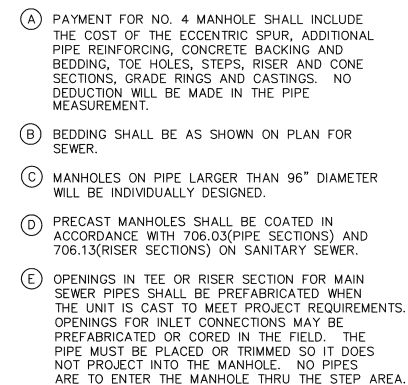 (A) PAYMENT FOR NO. 4 MANHOLE SHALL INCLUDE
THE COST OF THE ECCENTRIC SPUR, ADDITIONAL
PIPE REINFORCING, CONCRETE BACKING AND
BEDDING, TOE HOLES, STEPS, RISER AND CONE
SECTIONS, GRADE RINGS AND CASTINGS. NO
DEDUCTION WILL BE MADE IN THE PIPE
MEASUREMENT.
(B) BEDDING SHALL BE AS SHOWN ON PLAN FOR
SEWER.
(C) MANHOLES ON PIPE LARGER THAN 96" DIAMETER
WILL BE INDIVIDUALLY DESIGNED.
(D) PRECAST MANHOLES SHALL BE COATED IN
ACCORDANCE WITH 706.03(PIPE SECTIONS) AND
706.13(RISER SECTIONS) ON SANITARY SEWER.
(E) OPENINGS IN TEE OR RISER SECTION FOR MAIN
SEWER PIPES SHALL BE PREFABRICATED WHEN
THE UNIT IS CAST TO MEET PROJECT REQUIREMENTS.
OPENINGS FOR INLET CONNECTIONS MAY BE
PREFABRICATED OR CORED IN THE FIELD. THE
PIPE MUST BE PLACED OR TRIMMED SO IT DOES
NOT PROJECT INTO THE MANHOLE. NO PIPES
ARE TO ENTER THE MANHOLE THRU THE STEP AREA.